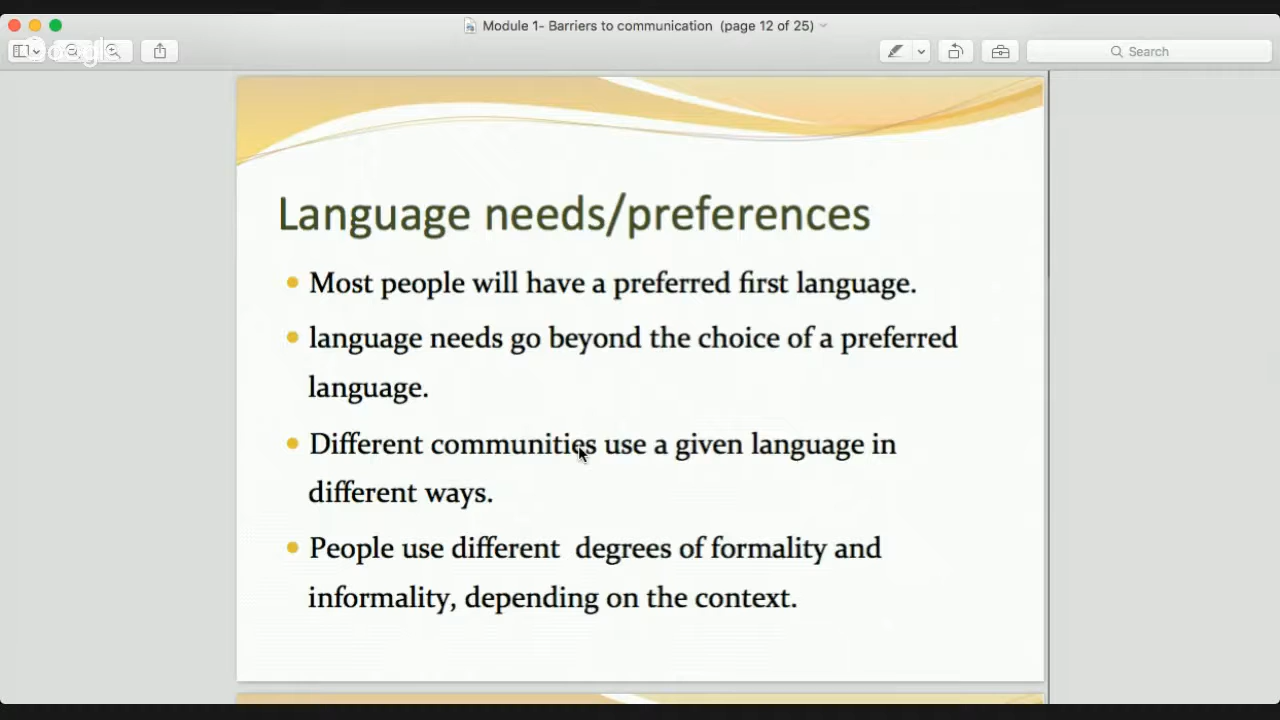 Module 1- Barriers to communication (page 12 of 25)
Google
Search
Language needs/preferences
Most people will have a preferred first language.
language needs go beyond the choice of a preferred
language.
Different communities use a given language in
different ways.
People use different degrees of formality and
informality, depending on the context.